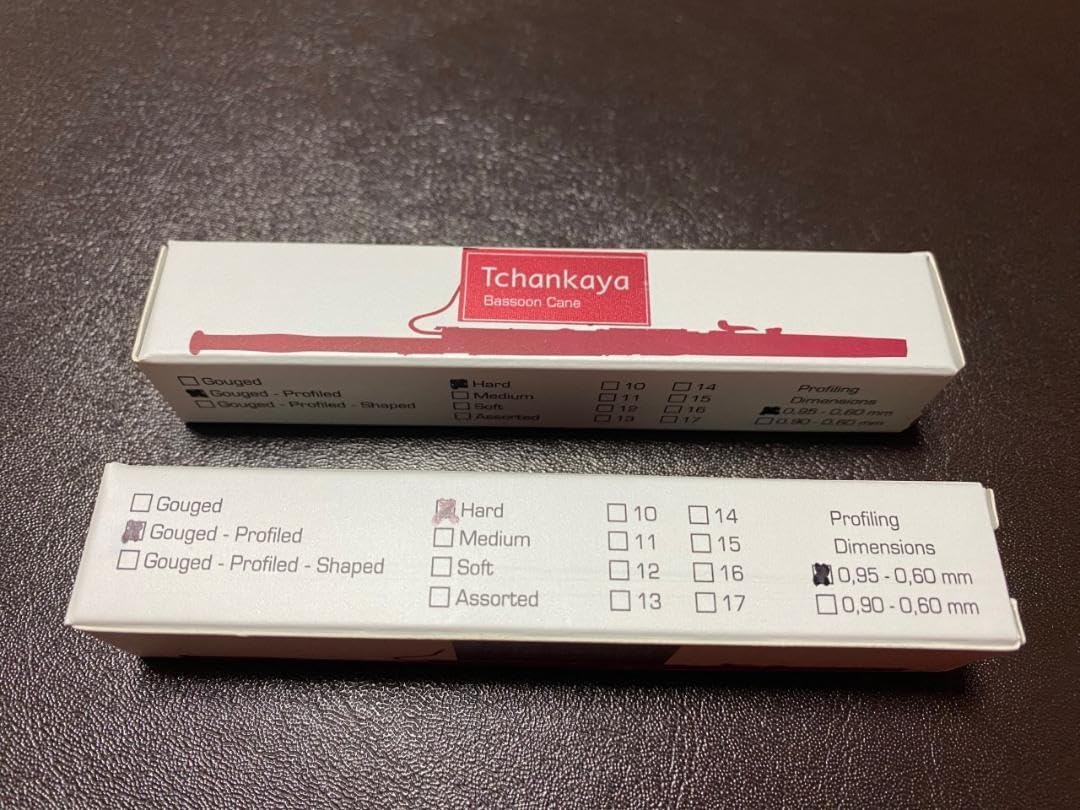 Tchankaya
Bassoon Cane
Gouged
Gouged - Profiled
Gouged - Profiled - Shaped
Hard
Medium
Soft
Assorted
10
11
12
13
14
15
16
17
Profiling
Dimensions
0,95 - 0,60 mm
0,90 - 0,60 mm
Gouged
Gouged - Profiled
Gouged - Profiled - Shaped
Hard
Medium
Soft
Assorted
10
11
12
13
14
15
16
17
Profiling
Dimensions
0,95 - 0,60 mm
0,90 - 0,60 mm